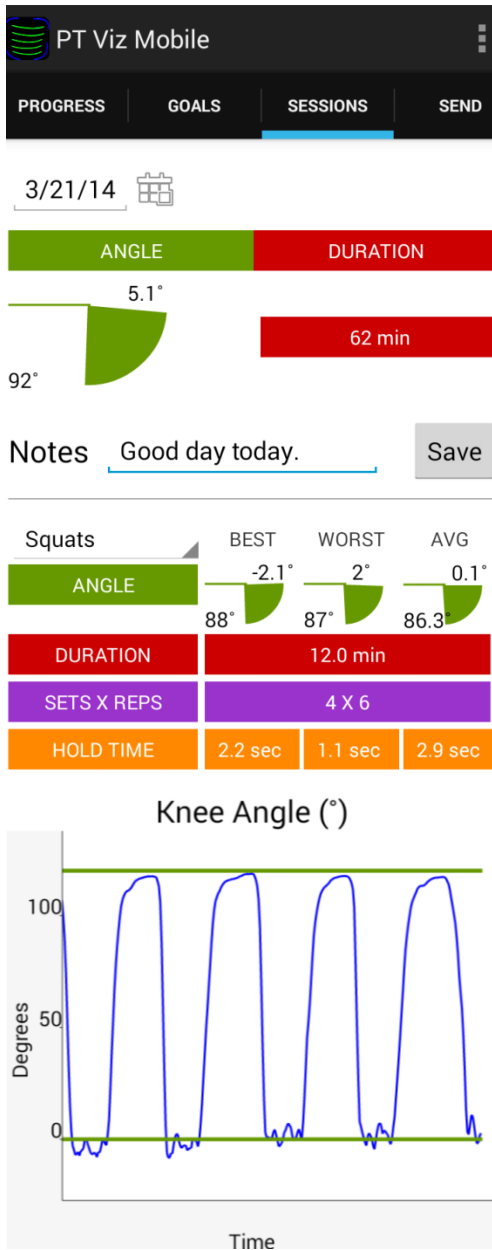 PT Viz Mobile
PROGRESS GOALS SESSIONS SEND
3/21/14
ANGLE DURATION
5.1°
62 min
92°
Notes Good day today. Save
Squats BEST WORST AVG
ANGLE -2.1° 2° 0.1°
88° 87° 86.3°
DURATION 12.0 min
SETS X REPS 4 X 6
HOLD TIME 2.2 sec 1.1 sec 2.9 sec
Knee Angle (°)
100
50
Degrees
0
Time